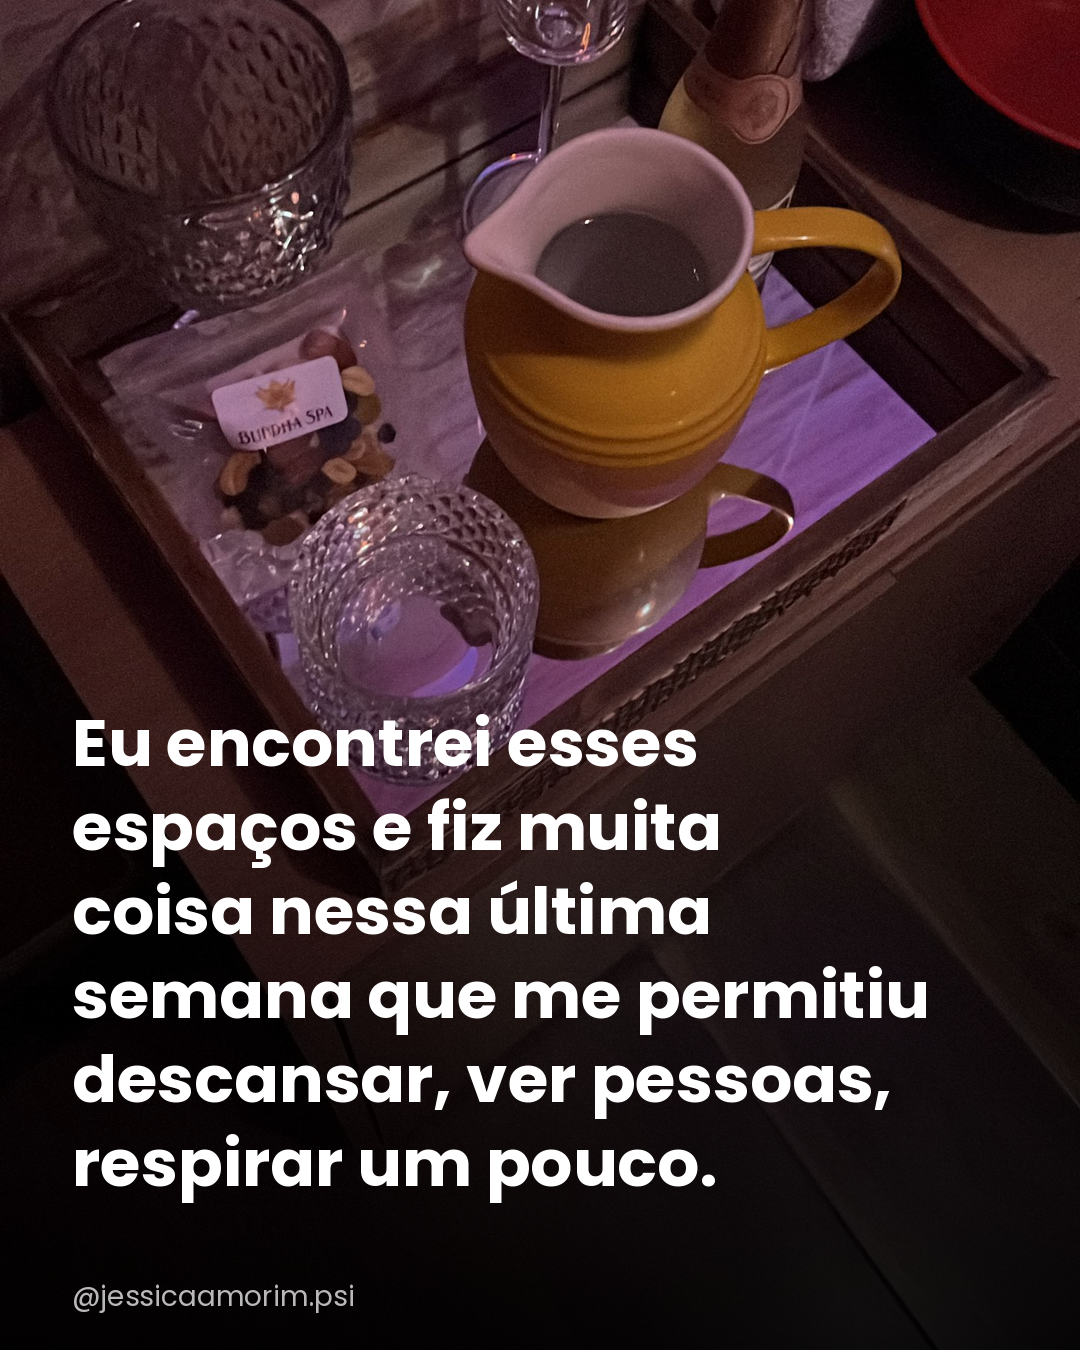 BUDDHA SPA
Eu encontrei esses
espaços e fiz muita
coisa nessa última
semana que me permitiu
descansar, ver pessoas,
respirar um pouco.
@jessicaamorim.psi